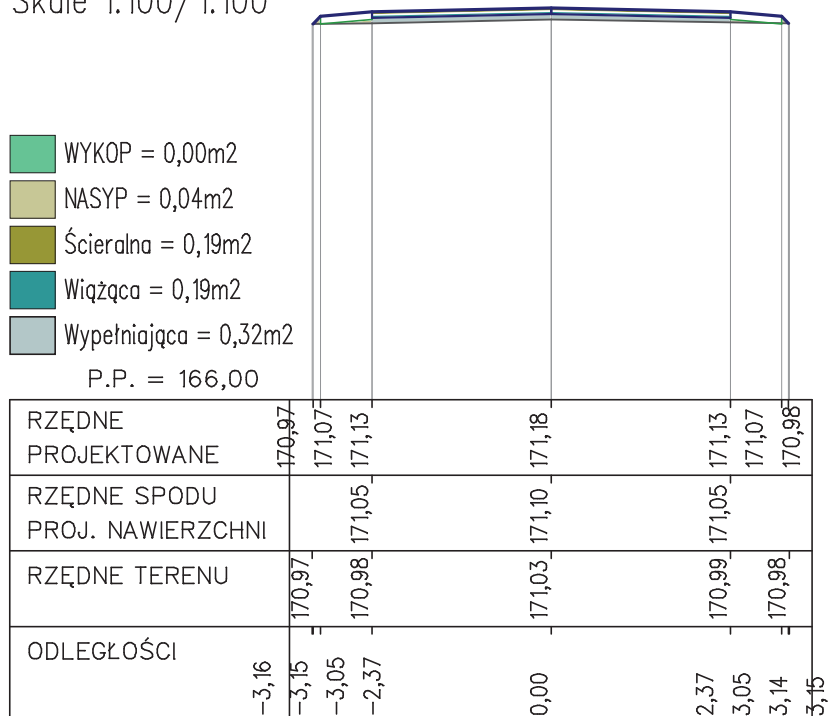 Skale 1:100/1:100
WYKOP = 0,00m2
NASYP = 0,04m2
Ścieralna = 0,19m2
Wiążąca = 0,19m2
Wypełniająca = 0,32m2
P.P. = 166,00
RZĘDNE
PROJEKTOWANE
170,97 171,07 171,13 171,18 171,13 171,07 170,98
RZĘDNE SPODU
PROJ. NAWIERZCHNI
171,05 171,10 171,05
RZĘDNE TERENU
170,97 170,98 171,03 170,99 170,98
ODLEGŁOŚCI
-3,16 -3,15 -3,05 -2,37 0,00 2,37 3,05 3,14 3,15